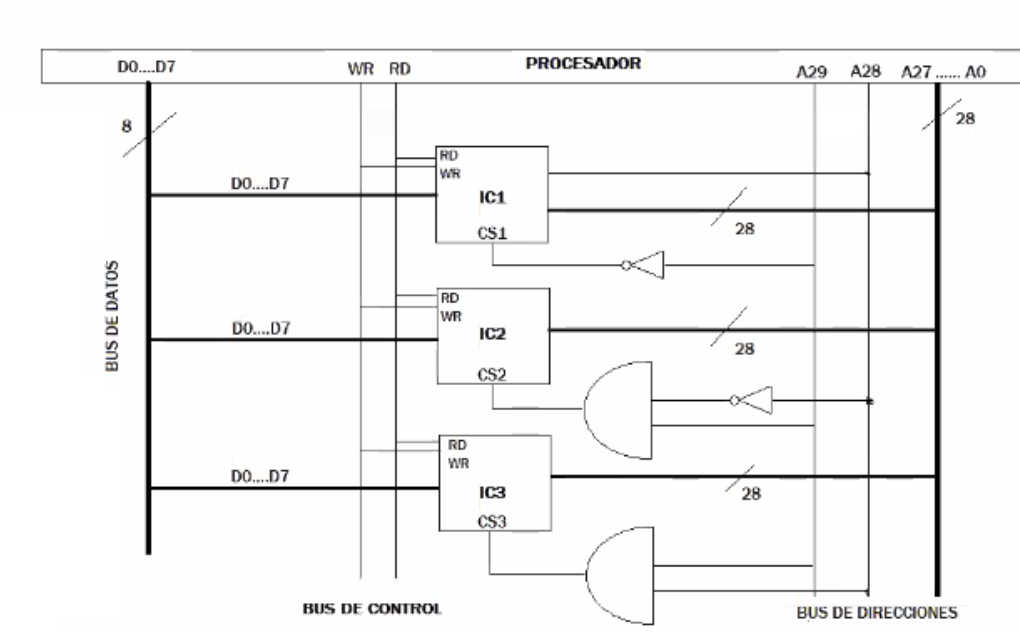 PROCESADOR
D0....D7
WR RD
A29 A28 A27 ...... A0
8
28
RD
WR
D0....D7
IC1
28
CS1
RD
WR
D0....D7
IC2
28
CS2
BUS DE DATOS
RD
WR
D0....D7
IC3
28
CS3
BUS DE CONTROL
BUS DE DIRECCIONES